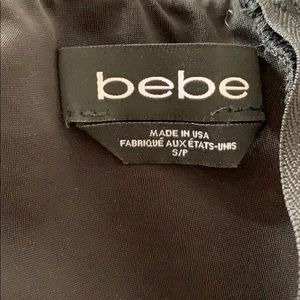 bebe
MADE IN USA
FABRIQUÉ AUX ÉTATS-UNIS
S/P